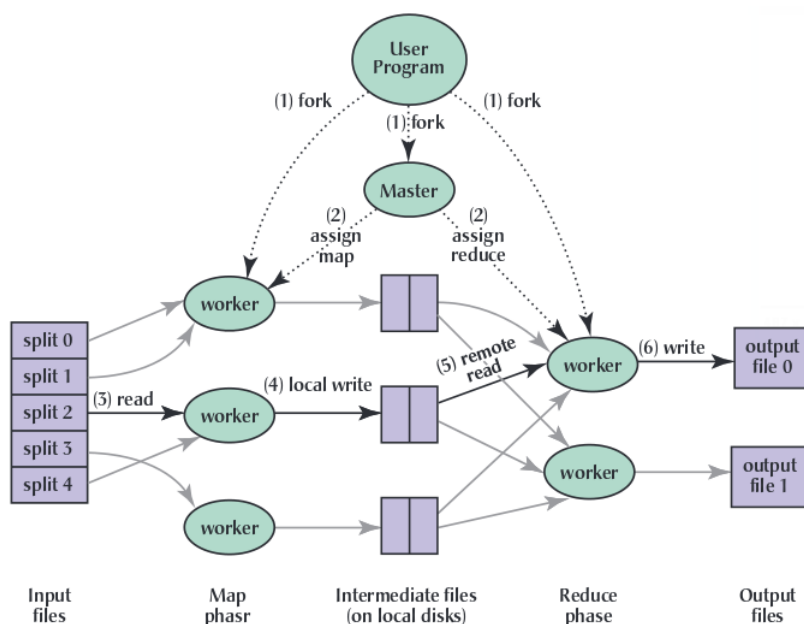 User
Program
(1) fork
(1) fork
(1) fork
Master
(2)
assign
map
(2)
assign
reduce
worker
split 0
split 1
split 2
split 3
split 4
(3) read
worker
(4) local write
(5) remote
read
worker
(6) write
output
file 0
worker
output
file 1
worker
Input
files
Map
phasr
Intermediate files
(on local disks)
Reduce
phase
Output
files